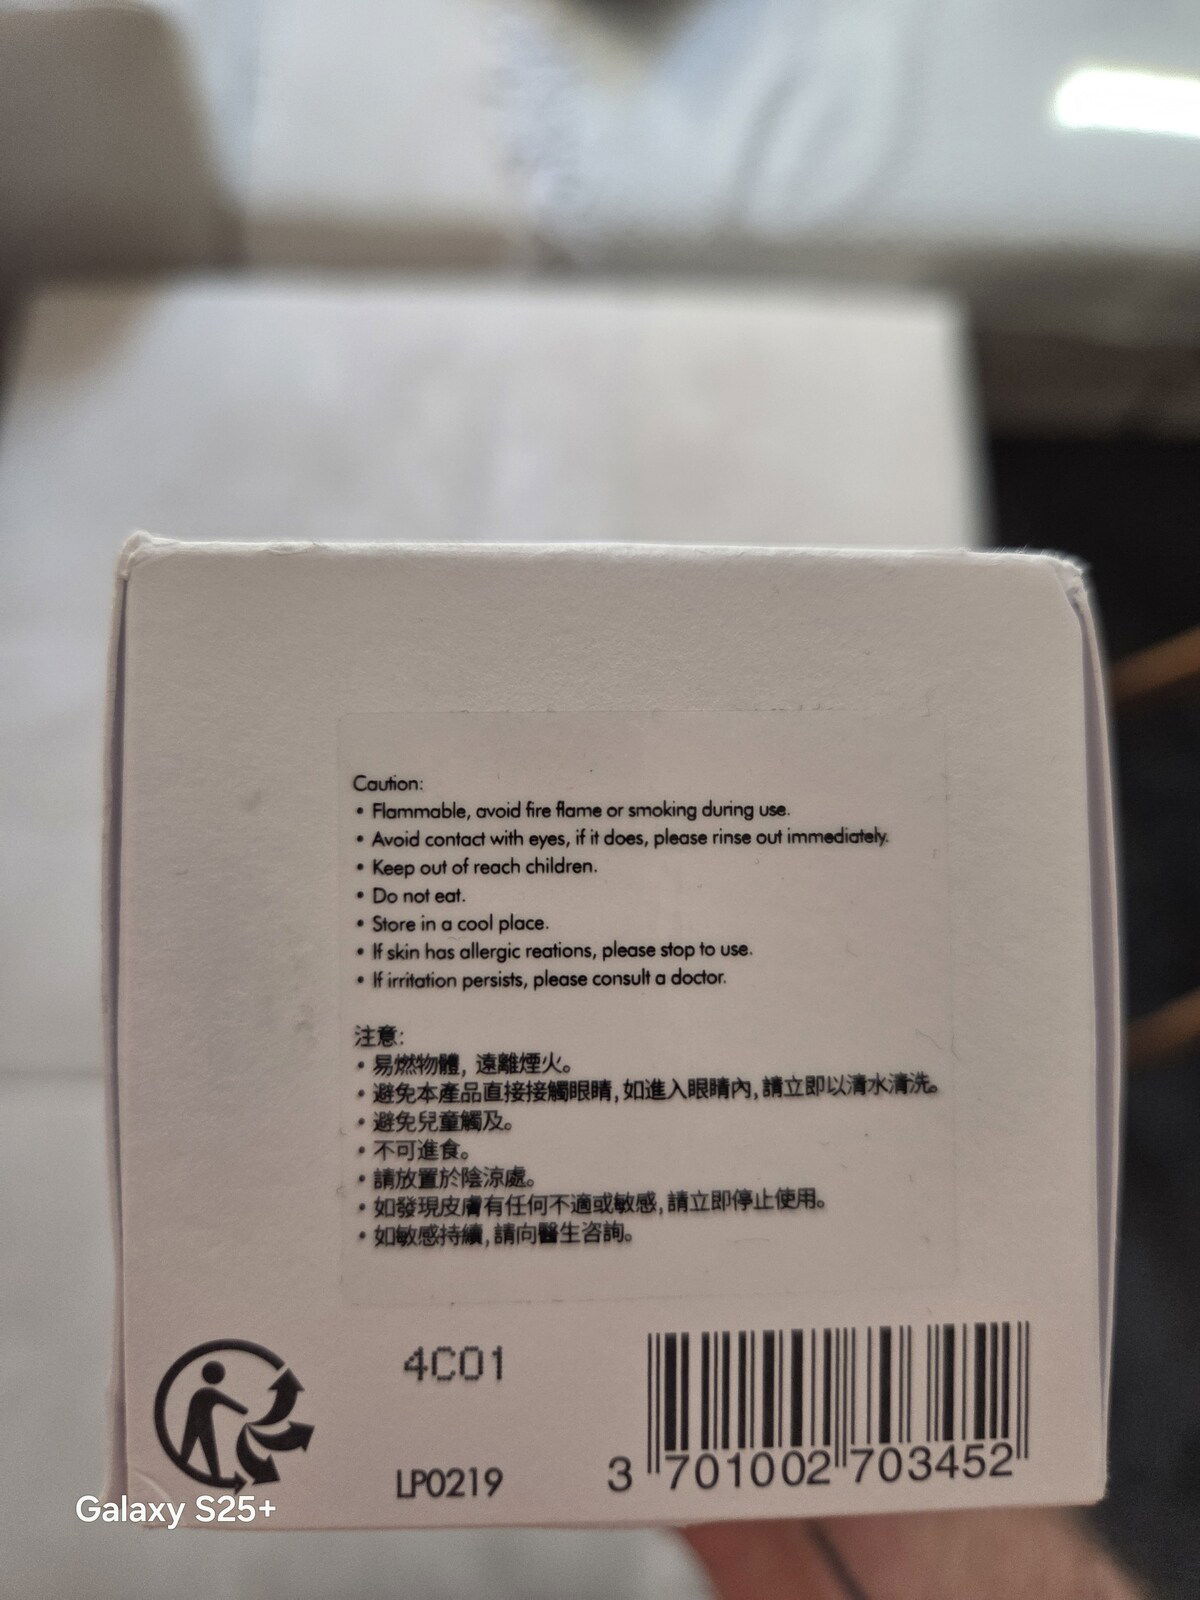 Caution:
• Flammable, avoid fire flame or smoking during use.
• Avoid contact with eyes, if it does, please rinse out immediately.
• Keep out of reach children.
• Do not eat.
• Store in a cool place.
• If skin has allergic reations, please stop to use.
• If irritation persists, please consult a doctor.
注意:
• 易燃物體, 遠離煙火。
• 避免本產品直接接觸眼睛, 如進入眼睛內, 請立即以清水清洗。
• 避免兒童觸及。
• 不可進食。
• 請放置於陰涼處。
• 如發現皮膚有任何不適或敏感, 請立即停止使用。
• 如敏感持續, 請向醫生咨詢。
4C01
LP0219
3 701002 703452
Galaxy S25+